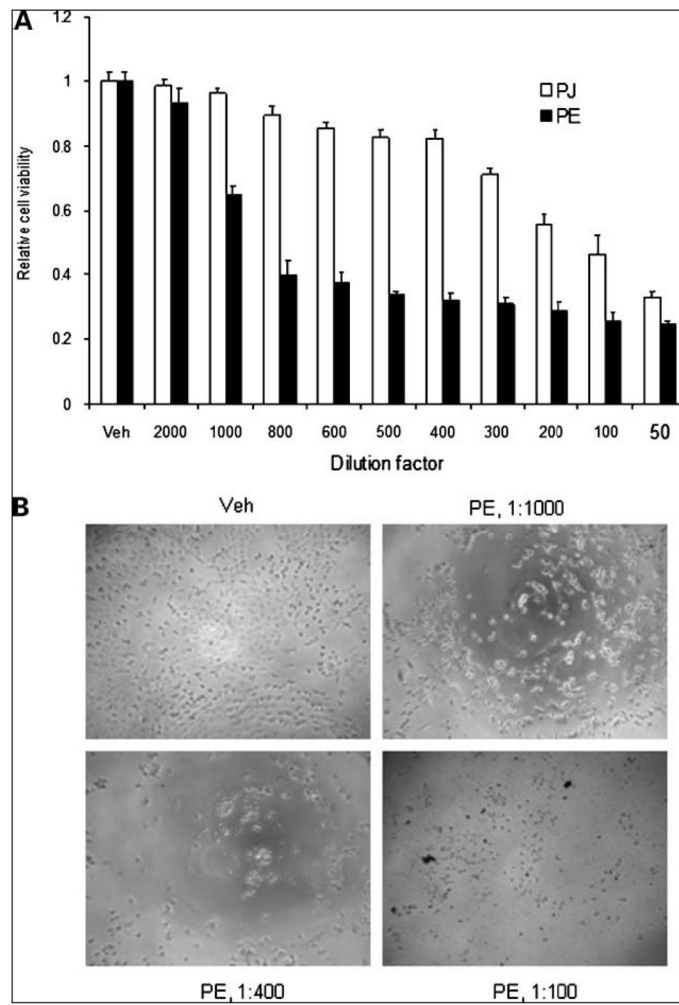 A
1.2
1
0.8
0.6
0.4
0.2
0
Relative cell viability
PJ
PE
Veh 2000 1000 800 600 500 400 300 200 100 50
Dilution factor
B
Veh PE, 1:1000
PE, 1:400 PE, 1:100